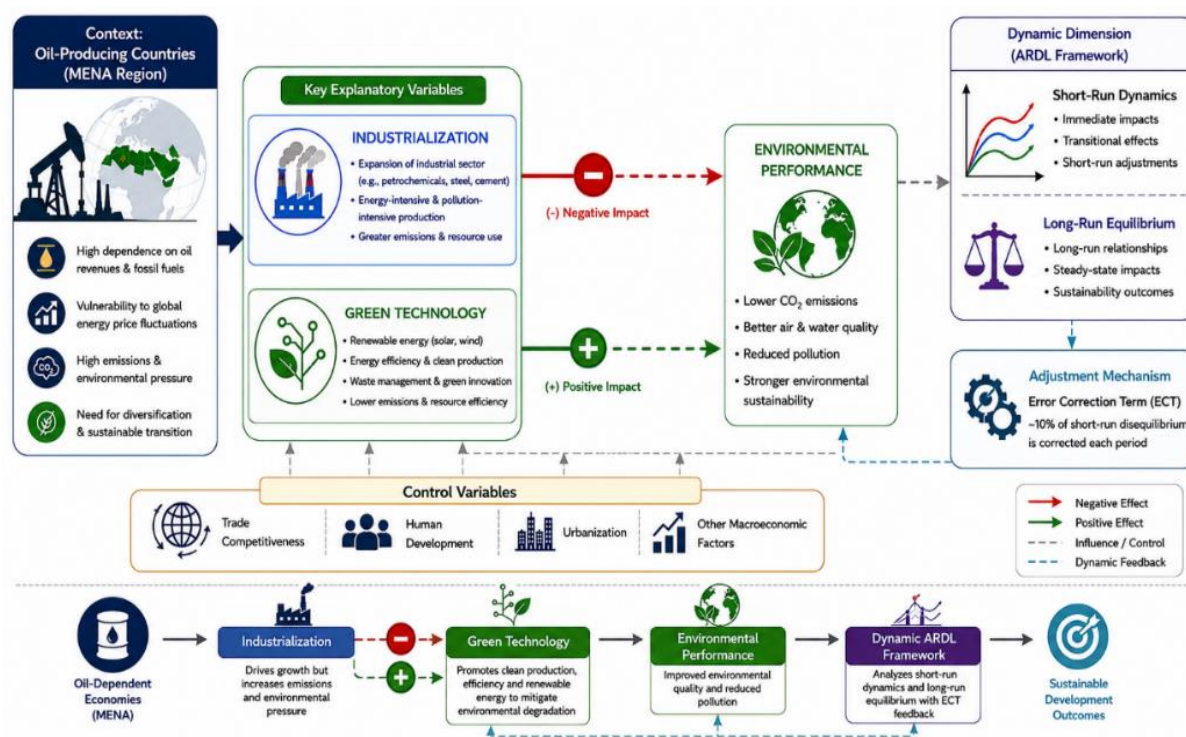 Context:
Oil-Producing Countries
(MENA Region)
High dependence on oil
revenues & fossil fuels
Vulnerability to global
energy price fluctuations
CO₂
High emissions &
environmental pressure
Need for diversification
& sustainable transition
Key Explanatory Variables
INDUSTRIALIZATION
• Expansion of industrial sector
(e.g., petrochemicals, steel, cement)
• Energy-intensive & pollution-
intensive production
• Greater emissions & resource use
GREEN TECHNOLOGY
• Renewable energy (solar, wind)
• Energy efficiency & clean production
• Waste management & green innovation
• Lower emissions & resource efficiency
(-) Negative Impact
(+) Positive Impact
ENVIRONMENTAL
PERFORMANCE
• Lower CO₂ emissions
• Better air & water quality
• Reduced pollution
• Stronger environmental
sustainability
Dynamic Dimension
(ARDL Framework)
Short-Run Dynamics
• Immediate impacts
• Transitional effects
• Short-run adjustments
Long-Run Equilibrium
• Long-run relationships
• Steady-state impacts
• Sustainability outcomes
Adjustment Mechanism
Error Correction Term (ECT)
~10% of short-run disequilibrium
is corrected each period
Control Variables
Trade
Competitiveness
Human
Development
Urbanization
Other Macroeconomic
Factors
Negative Effect
Positive Effect
Influence / Control
Dynamic Feedback
Oil-Dependent
Economies
(MENA)
Industrialization
Drives growth but
increases emissions
and environmental
pressure
Green Technology
Promotes clean production,
efficiency and renewable
energy to mitigate
environmental degradation
Environmental
Performance
Improved environmental
quality and reduced
pollution
Dynamic ARDL
Framework
Analyzes short-run
dynamics and long-run
equilibrium with ECT
feedback
Sustainable
Development
Outcomes